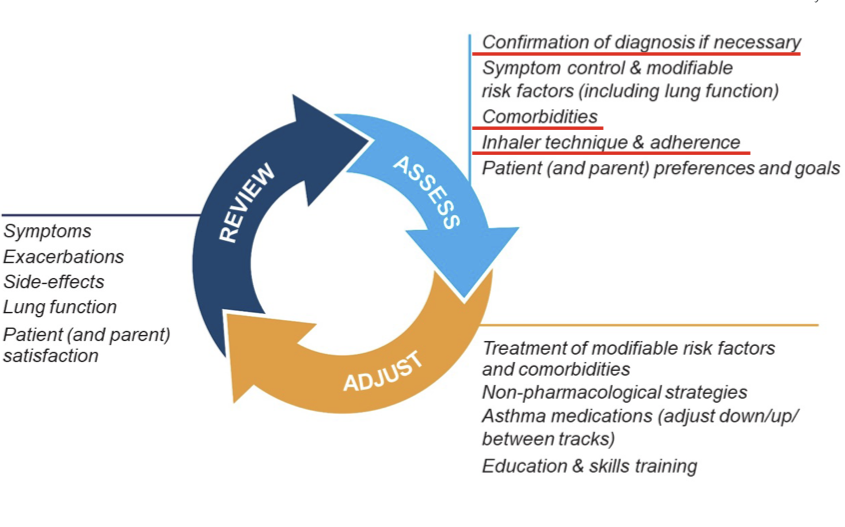 Confirmation of diagnosis if necessary
Symptom control & modifiable
risk factors (including lung function)
Comorbidities
Inhaler technique & adherence
Patient (and parent) preferences and goals
REVIEW
ASSESS
ADJUST
Symptoms
Exacerbations
Side-effects
Lung function
Patient (and parent)
satisfaction
Treatment of modifiable risk factors
and comorbidities
Non-pharmacological strategies
Asthma medications (adjust down/up/
between tracks)
Education & skills training